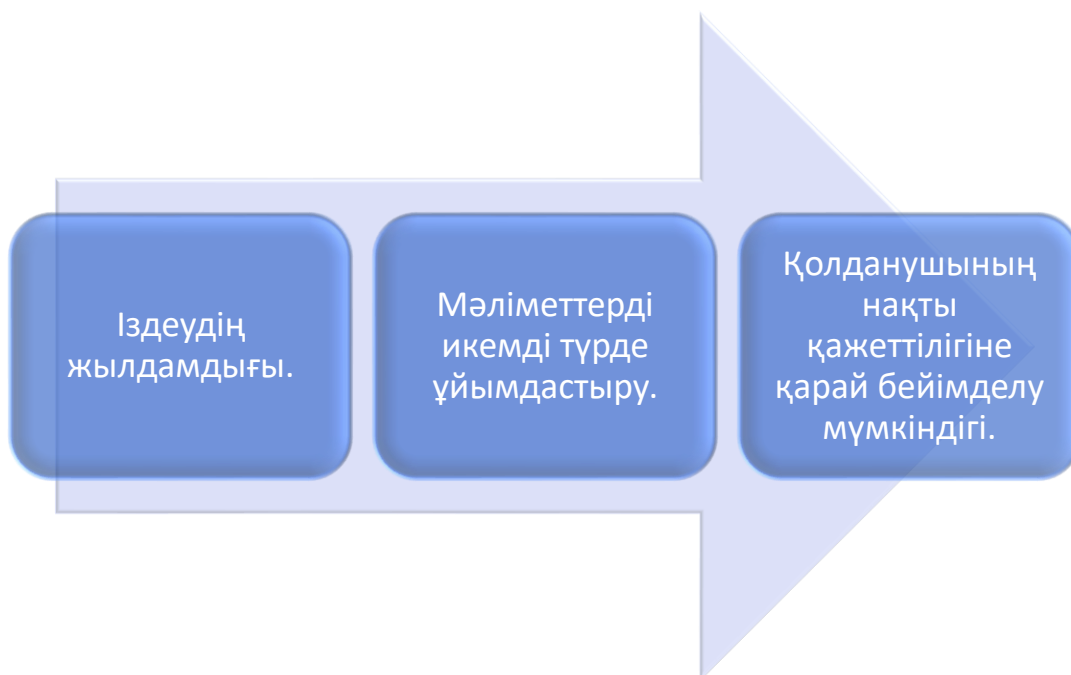 Іздеудің
жылдамдығы.
Мәліметтерді
икемді түрде
ұйымдастыру.
Қолданушының
нақты
қажеттілігіне
қарай бейімделу
мүмкіндігі.